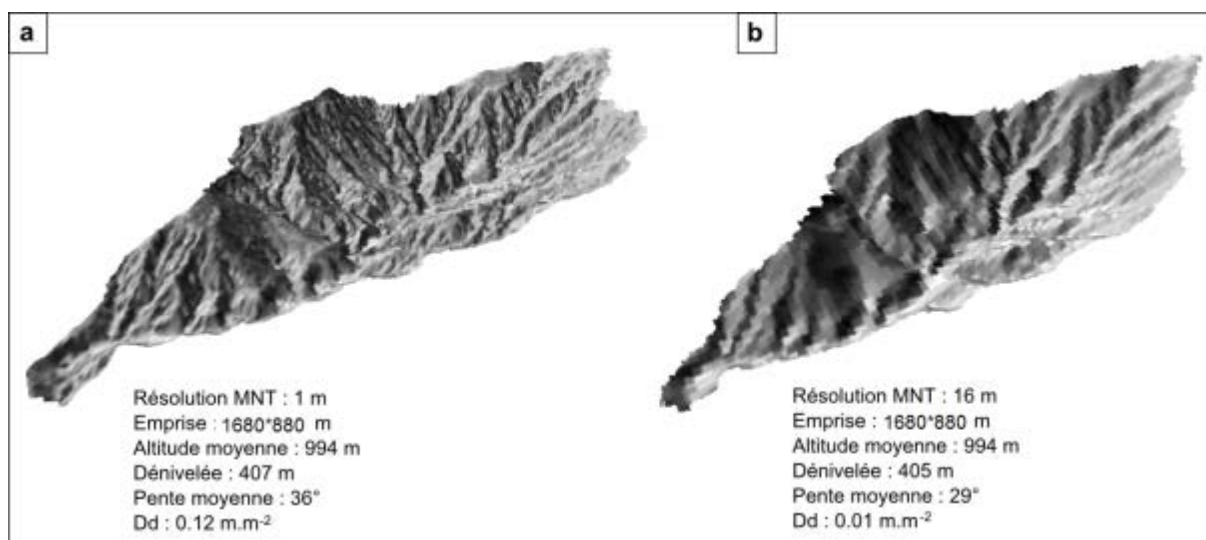 a
Résolution MNT : 1 m
Emprise : 1680*880 m
Altitude moyenne : 994 m
Dénivelée : 407 m
Pente moyenne : 36°
Dd : 0.12 m.m-2
b
Résolution MNT : 16 m
Emprise : 1680*880 m
Altitude moyenne : 994 m
Dénivelée : 405 m
Pente moyenne : 29°
Dd : 0.01 m.m-2